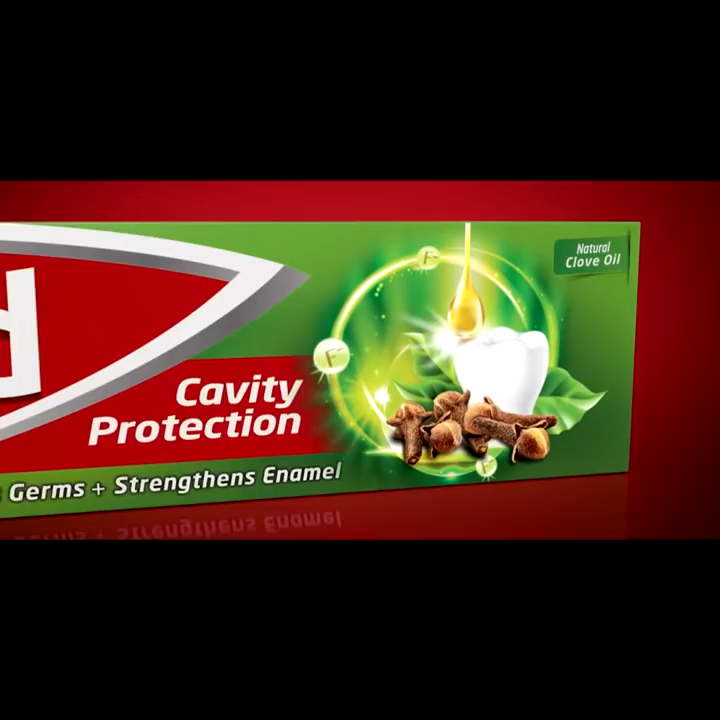 d
Natural
Clove Oil
F-
F-
Cavity
Protection
Germs + Strengthens Enamel